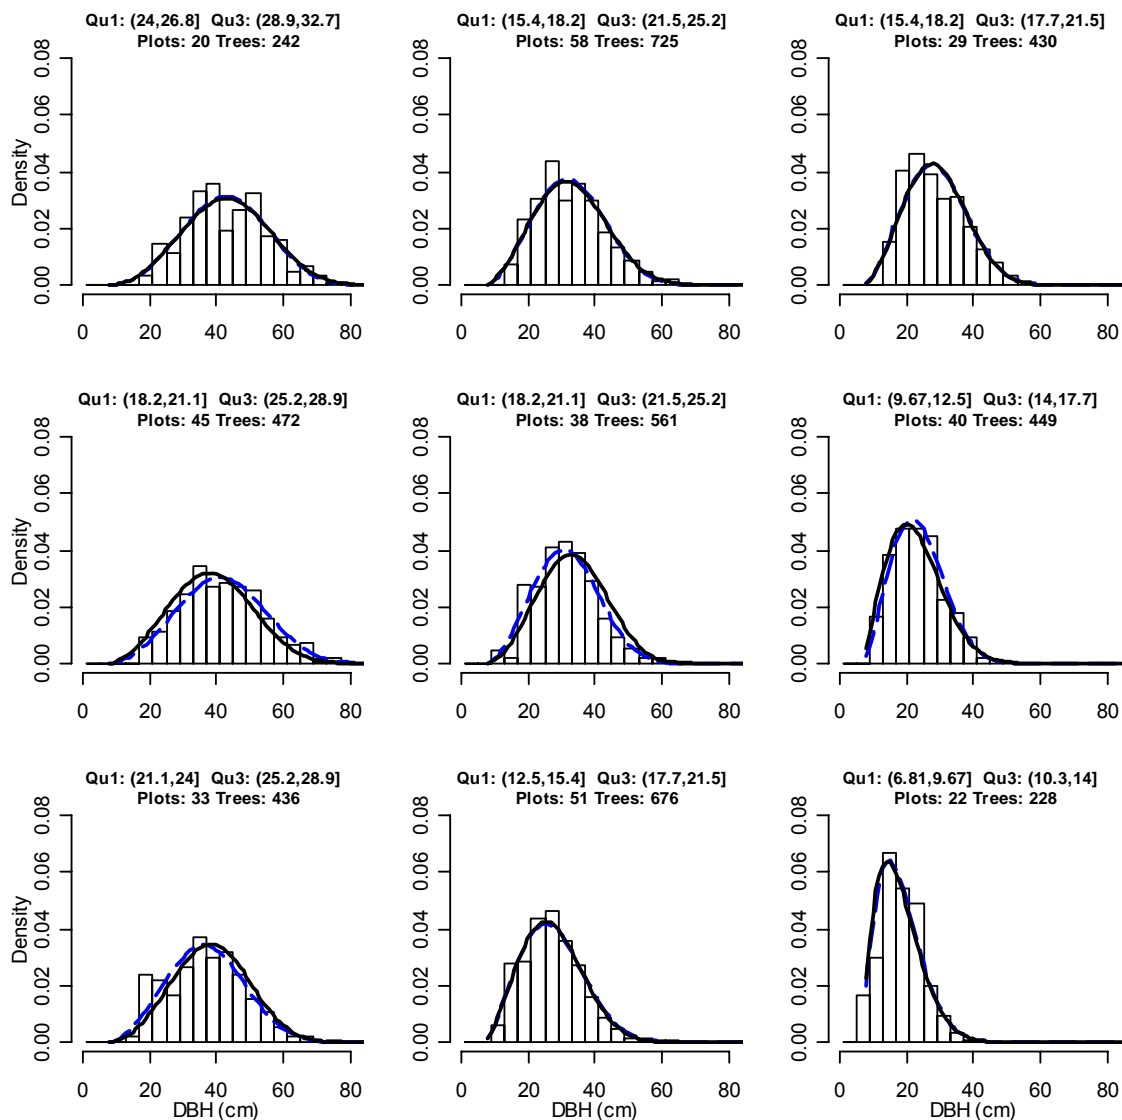 Qu1: (24,26.8] Qu3: (28.9,32.7]
Plots: 20 Trees: 242
Qu1: (15.4,18.2] Qu3: (21.5,25.2]
Plots: 58 Trees: 725
Qu1: (15.4,18.2] Qu3: (17.7,21.5]
Plots: 29 Trees: 430
Density
0.00 0.02 0.04 0.06 0.08
0.00 0.02 0.04 0.06 0.08
0.00 0.02 0.04 0.06 0.08
0 20 40 60 80
0 20 40 60 80
0 20 40 60 80
Qu1: (18.2,21.1] Qu3: (25.2,28.9]
Plots: 45 Trees: 472
Qu1: (18.2,21.1] Qu3: (21.5,25.2]
Plots: 38 Trees: 561
Qu1: (9.67,12.5] Qu3: (14,17.7]
Plots: 40 Trees: 449
Density
0.00 0.02 0.04 0.06 0.08
0.00 0.02 0.04 0.06 0.08
0.00 0.02 0.04 0.06 0.08
0 20 40 60 80
0 20 40 60 80
0 20 40 60 80
Qu1: (21.1,24] Qu3: (25.2,28.9]
Plots: 33 Trees: 436
Qu1: (12.5,15.4] Qu3: (17.7,21.5]
Plots: 51 Trees: 676
Qu1: (6.81,9.67] Qu3: (10.3,14]
Plots: 22 Trees: 228
Density
0.00 0.02 0.04 0.06 0.08
0.00 0.02 0.04 0.06 0.08
0.00 0.02 0.04 0.06 0.08
0 20 40 60 80
0 20 40 60 80
0 20 40 60 80
DBH (cm)
DBH (cm)
DBH (cm)